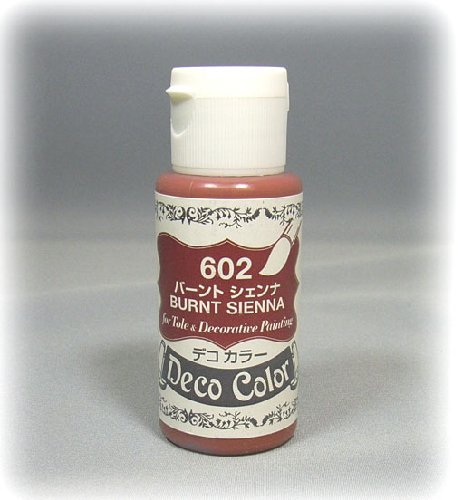 602
バーント シェンナ
BURNT SIENNA
for Tole & Decorative Painting
デコ カラー
Deco Color